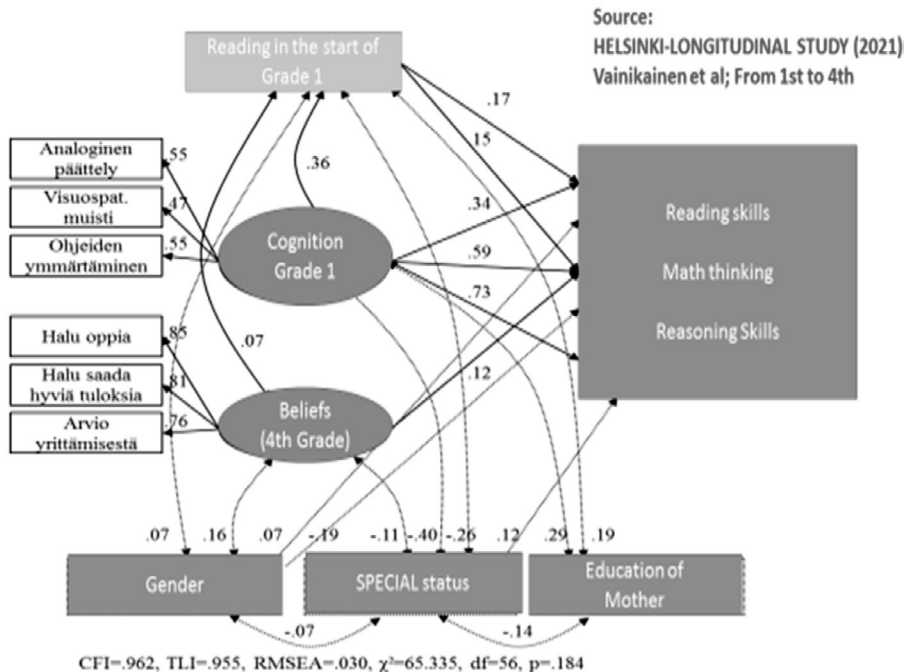 Source:
HELSINKI-LONGITUDINAL STUDY (2021)
Vainikainen et al; From 1st to 4th
Reading in the start of
Grade 1
.17
.15
Analoginen
päättely
.55
Visuospat.
muisti
.47
Ohjeiden
ymmärtäminen
.55
.36
Cognition
Grade 1
.34
.59
.73
Reading skills
Math thinking
Reasoning Skills
Halu oppia
.85
Halu saada
hyviä tuloksia
.81
Arvio
yrittämisestä
.76
.07
Beliefs
(4th Grade)
.12
.07 .16 .07 -.19 -.11 -.40 -.26 .12 .29 .19
Gender
SPECIAL status
Education of
Mother
-.07
-.14
CFI=.962, TLI=.955, RMSEA=.030, χ²=65.335, df=56, p=.184